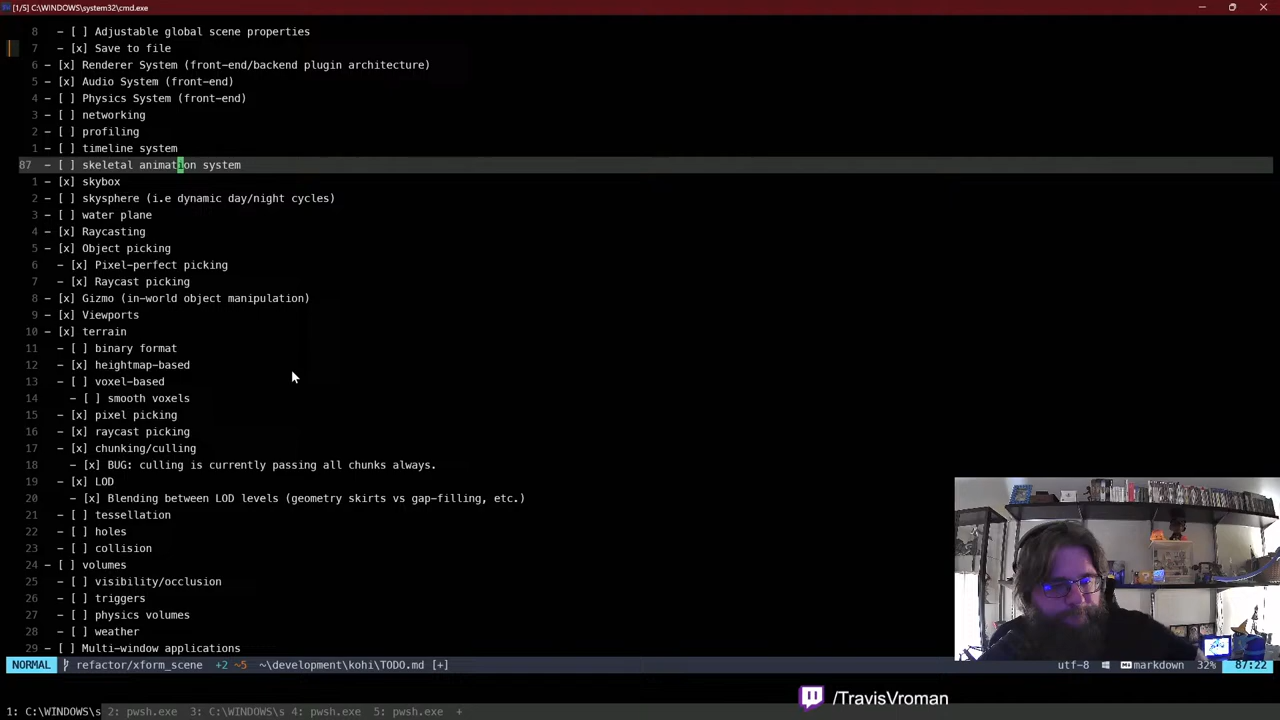 [1/5] C:\WINDOWS\system32\cmd.exe
8 - [ ] Adjustable global scene properties
7 - [x] Save to file
6 - [x] Renderer System (front-end/backend plugin architecture)
5 - [x] Audio System (front-end)
4 - [ ] Physics System (front-end)
3 - [ ] networking
2 - [ ] profiling
1 - [ ] timeline system
87 - [ ] skeletal animation system
1 - [x] skybox
2 - [ ] skysphere (i.e dynamic day/night cycles)
3 - [ ] water plane
4 - [x] Raycasting
5 - [x] Object picking
6 - [x] Pixel-perfect picking
7 - [x] Raycast picking
8 - [x] Gizmo (in-world object manipulation)
9 - [x] Viewports
10 - [x] terrain
11 - [ ] binary format
12 - [x] heightmap-based
13 - [ ] voxel-based
14 - [ ] smooth voxels
15 - [x] pixel picking
16 - [x] raycast picking
17 - [x] chunking/culling
18 - [x] BUG: culling is currently passing all chunks always.
19 - [x] LOD
20 - [x] Blending between LOD levels (geometry skirts vs gap-filling, etc.)
21 - [ ] tessellation
22 - [ ] holes
23 - [ ] collision
24 - [ ] volumes
25 - [ ] visibility/occlusion
26 - [ ] triggers
27 - [ ] physics volumes
28 - [ ] weather
29 - [ ] Multi-window applications
NORMAL refactor/xform_scene +2 ~5 ~\development\kohi\TODO.md [+] utf-8 markdown 32% 87:22
/TravisVroman
1: C:\WINDOWS\s 2: pwsh.exe 3: C:\WINDOWS\s 4: pwsh.exe 5: pwsh.exe +